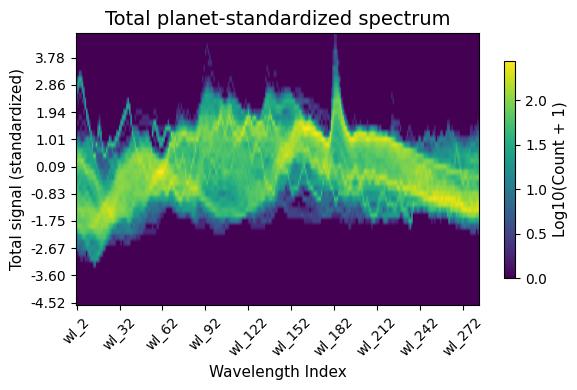 Total planet-standardized spectrum
Total signal (standardized)
3.78
2.86
1.94
1.01
0.09
-0.83
-1.75
-2.67
-3.60
-4.52
wl_2
wl_32
wl_62
wl_92
wl_122
wl_152
wl_182
wl_212
wl_242
wl_272
Wavelength Index
2.0
1.5
1.0
0.5
0.0
Log10(Count + 1)